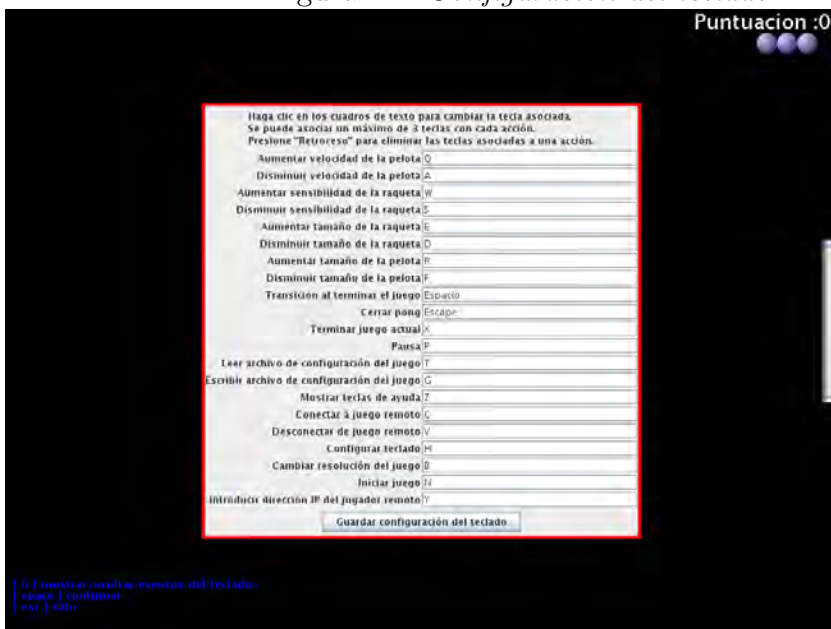 Puntuacion :0
Haga clic en los cuadros de texto para cambiar la tecla asociada.
Se puede asociar un máximo de 3 teclas con cada acción.
Presione "Retroceso" para eliminar las teclas asociadas a una acción.
Aumentar velocidad de la pelota Q
Disminuir velocidad de la pelota A
Aumentar sensibilidad de la raqueta W
Disminuir sensibilidad de la raqueta S
Aumentar tamaño de la raqueta E
Disminuir tamaño de la raqueta D
Aumentar tamaño de la pelota R
Disminuir tamaño de la pelota F
Transición al terminar el juego Espacio
Cerrar pong Escape
Terminar juego actual X
Pausa P
Leer archivo de configuración del juego T
Escribir archivo de configuración del juego G
Mostrar teclas de ayuda Z
Conectar a juego remoto C
Desconectar de juego remoto V
Configurar teclado M
Cambiar resolución del juego B
Iniciar juego N
Introducir dirección IP del jugador remoto Y
Guardar configuración del teclado
mostrar/ocultar
del teclado
continuar